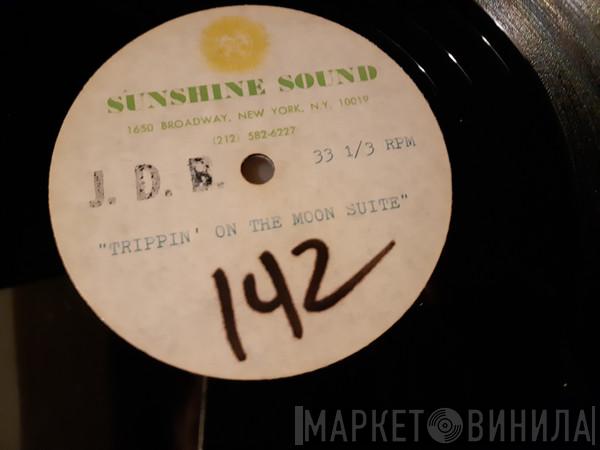 SUNSHINE SOUND
1650 BROADWAY, NEW YORK, N.Y. 10019
(212) 582-6227
J. D. B.
33 1/3 RPM
"TRIPPIN' ON THE MOON SUITE"
142
МАРКЕТ ВИНИЛА